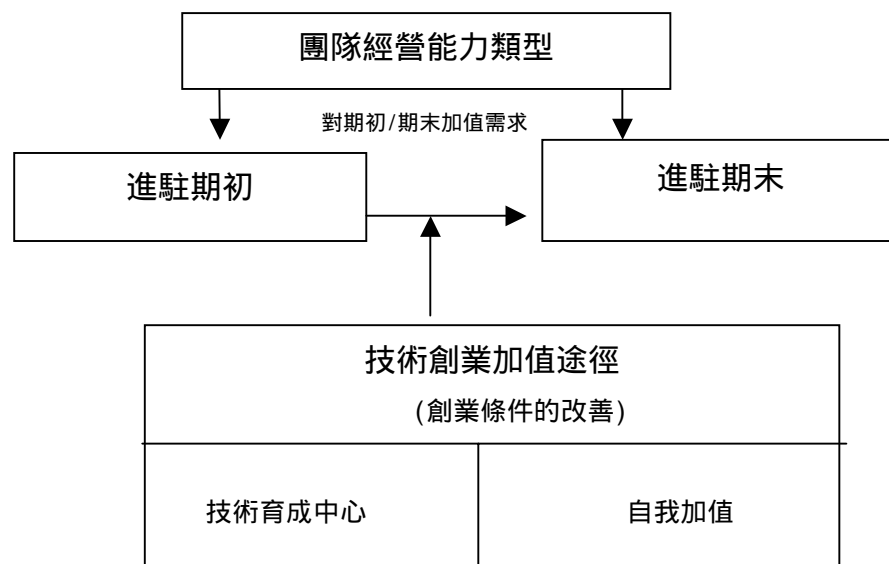 團隊經營能力類型
對期初/期末加值需求
進駐期初
進駐期末
技術創業加值途徑
(創業條件的改善)
技術育成中心
自我加值